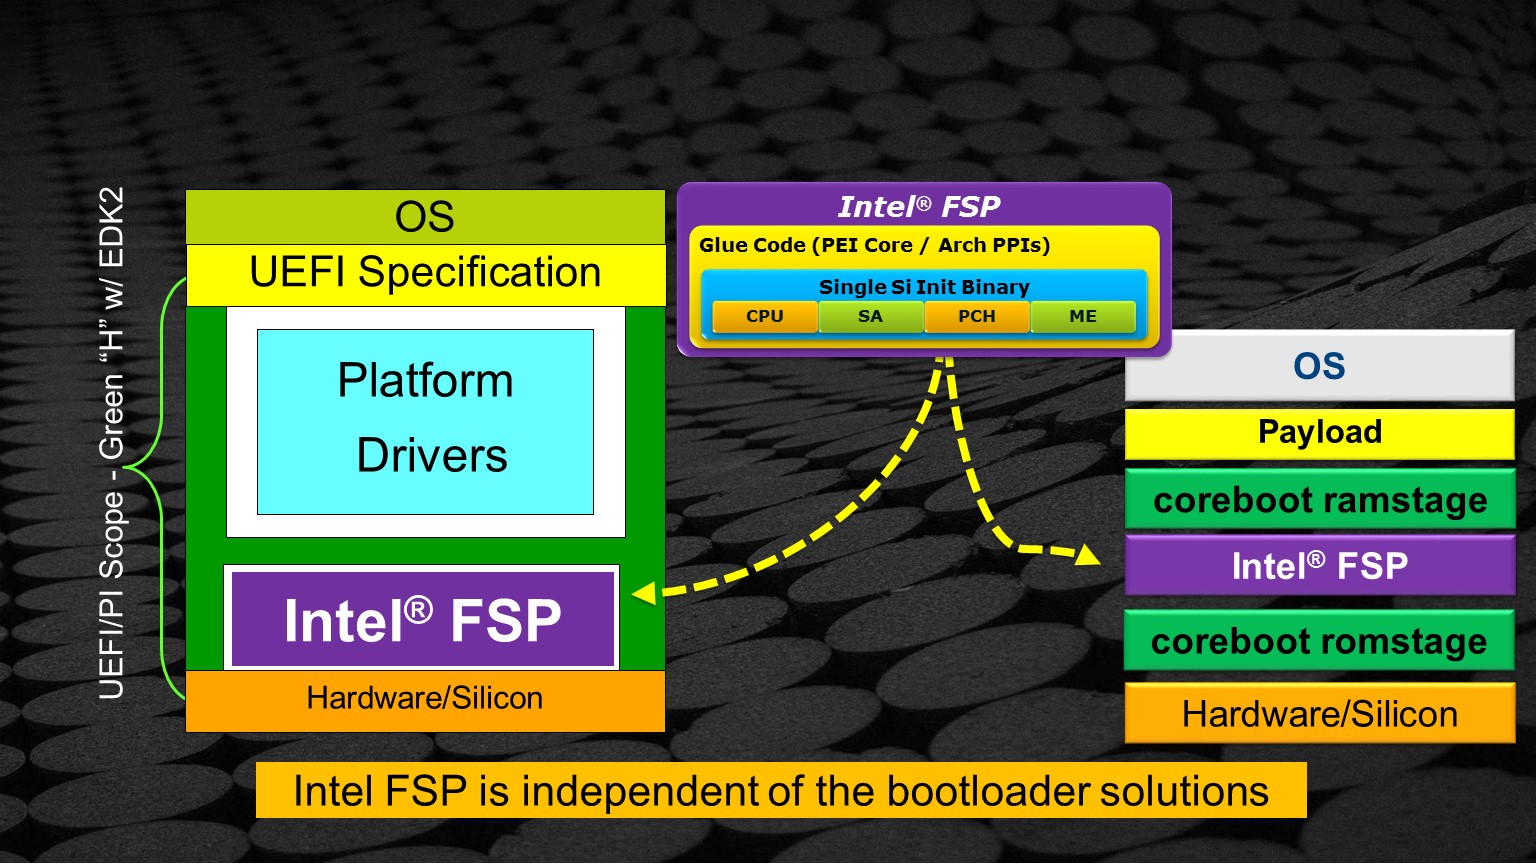 UEFI/PI Scope - Green “H” w/ EDK2
OS
UEFI Specification
Platform
Drivers
Intel® FSP
Hardware/Silicon
Intel® FSP
Glue Code (PEI Core / Arch PPIs)
Single Si Init Binary
CPU SA PCH ME
OS
Payload
coreboot ramstage
Intel® FSP
coreboot romstage
Hardware/Silicon
Intel FSP is independent of the bootloader solutions